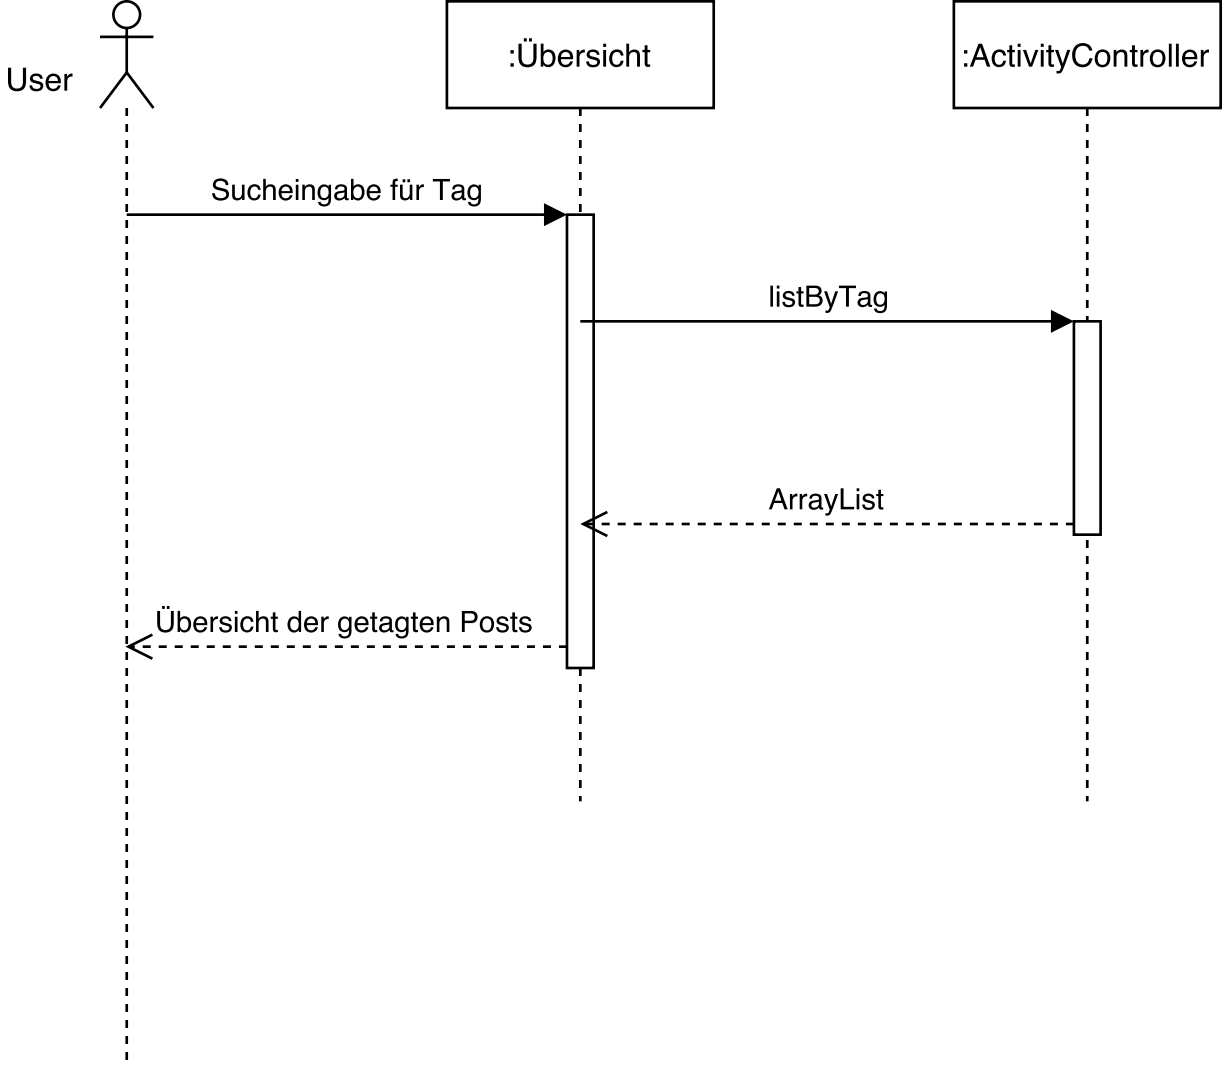 User
:Übersicht
:ActivityController
Sucheingabe für Tag
listByTag
ArrayList
Übersicht der getagten Posts